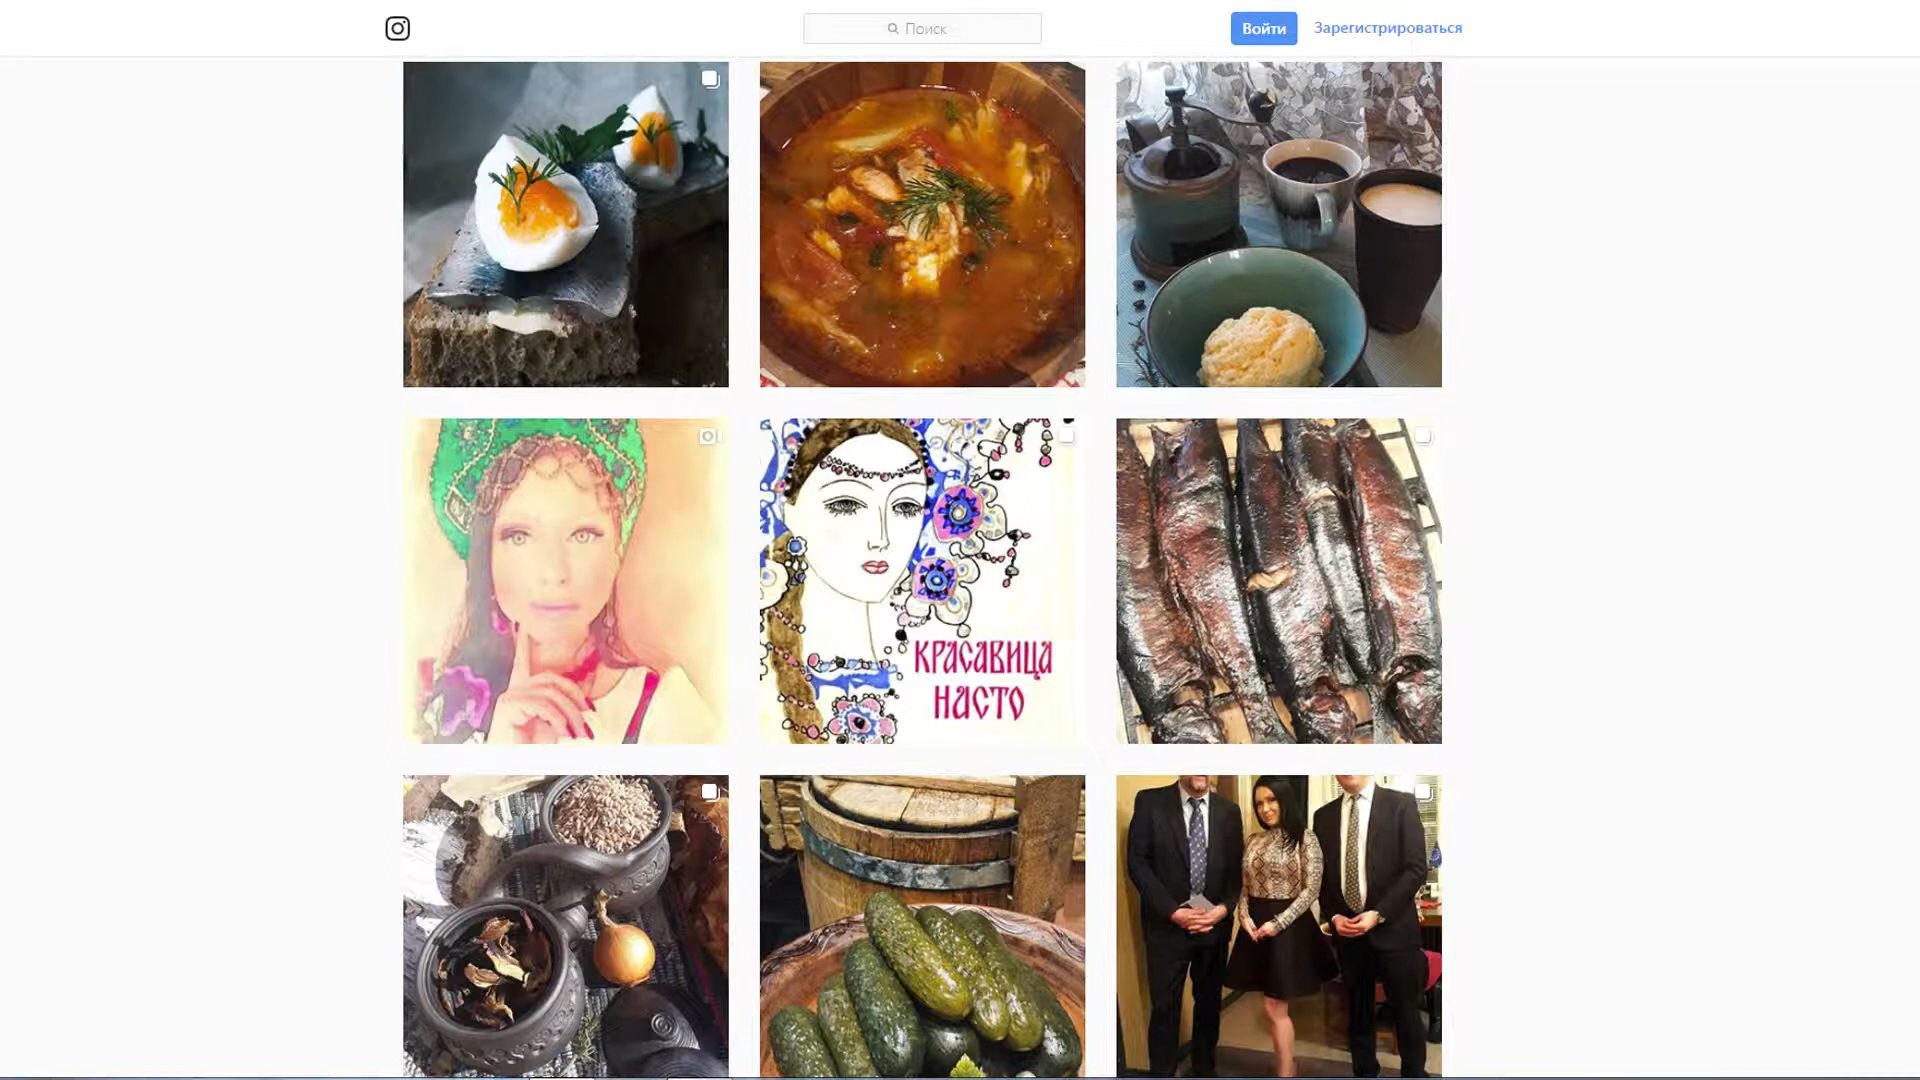 Поиск
Войти
Зарегистрироваться
КРАСАВИЦА
НАСТО